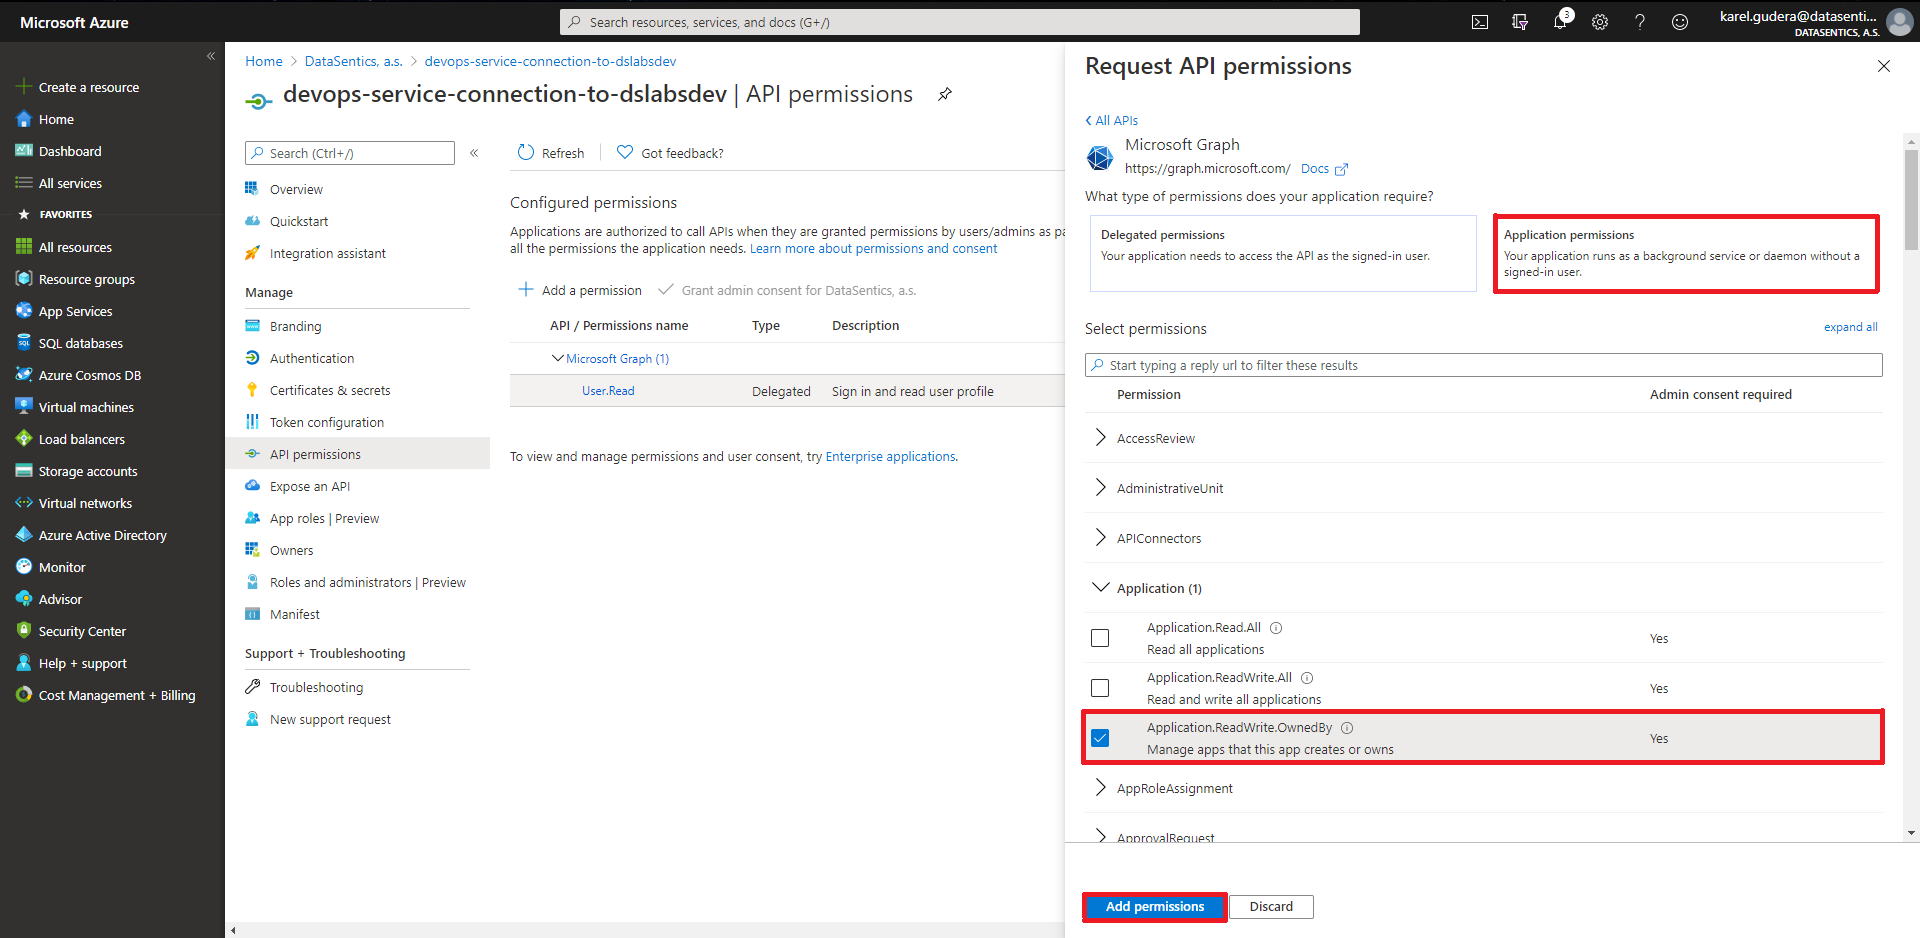 Microsoft Azure
Search resources, services, and docs (G+/)
3
karel.gudera@datasenti...
DATASENTICS, A.S.
«
Create a resource
Home
Dashboard
All services
FAVORITES
All resources
Resource groups
App Services
SQL databases
Azure Cosmos DB
Virtual machines
Load balancers
Storage accounts
Virtual networks
Azure Active Directory
Monitor
Advisor
Security Center
Help + support
Cost Management + Billing
Home > DataSentics, a.s. > devops-service-connection-to-dslabsdev
devops-service-connection-to-dslabsdev | API permissions
Search (Ctrl+/)
«
Overview
Quickstart
Integration assistant
Manage
Branding
Authentication
Certificates & secrets
Token configuration
API permissions
Expose an API
App roles | Preview
Owners
Roles and administrators | Preview
Manifest
Support + Troubleshooting
Troubleshooting
New support request
Refresh
Got feedback?
Configured permissions
Applications are authorized to call APIs when they are granted permissions by users/admins as pa
all the permissions the application needs. Learn more about permissions and consent
Add a permission
Grant admin consent for DataSentics, a.s.
API / Permissions name Type Description
Microsoft Graph (1)
User.Read Delegated Sign in and read user profile
To view and manage permissions and user consent, try Enterprise applications.
Request API permissions
All APIs
Microsoft Graph
https://graph.microsoft.com/ Docs
What type of permissions does your application require?
Delegated permissions
Your application needs to access the API as the signed-in user.
Application permissions
Your application runs as a background service or daemon without a
signed-in user.
Select permissions
expand all
Start typing a reply url to filter these results
Permission Admin consent required
AccessReview
AdministrativeUnit
APIConnectors
Application (1)
Application.Read.All
Read all applications
Yes
Application.ReadWrite.All
Read and write all applications
Yes
Application.ReadWrite.OwnedBy
Manage apps that this app creates or owns
Yes
AppRoleAssignment
ApprovalRequest
Add permissions
Discard